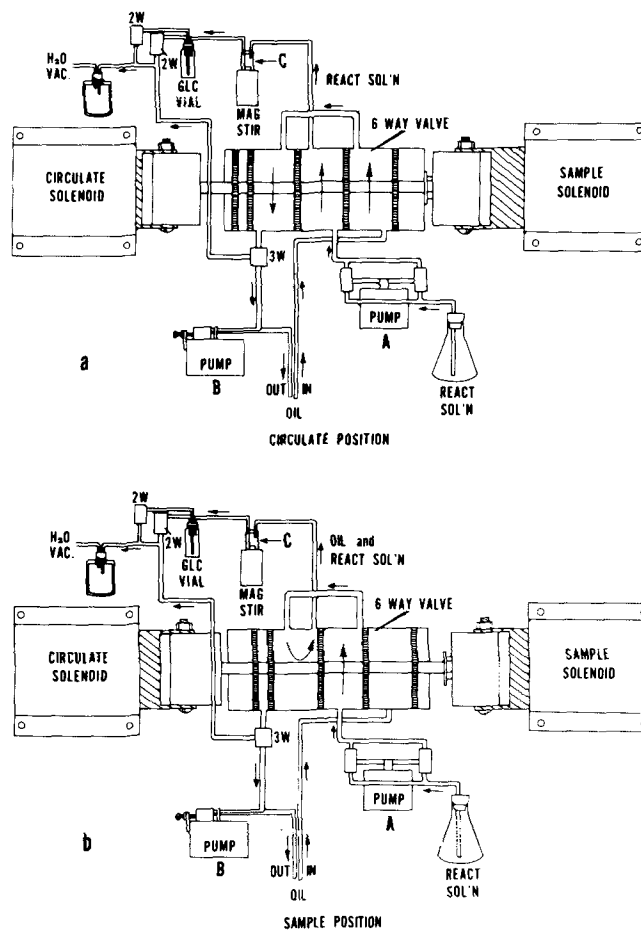 2W
H2O
VAC.
2W
GLC
VIAL
C
MAG
STIR
REACT SOL'N
6 WAY VALVE
CIRCULATE
SOLENOID
SAMPLE
SOLENOID
3W
PUMP
A
a
PUMP
B
OUT
IN
OIL
REACT
SOL'N
CIRCULATE POSITION
2W
H2O
VAC.
2W
GLC
VIAL
C
MAG
STIR
OIL and
REACT SOL'N
6 WAY VALVE
CIRCULATE
SOLENOID
SAMPLE
SOLENOID
3W
PUMP
A
b
PUMP
B
OUT
IN
OIL
REACT
SOL'N
SAMPLE POSITION